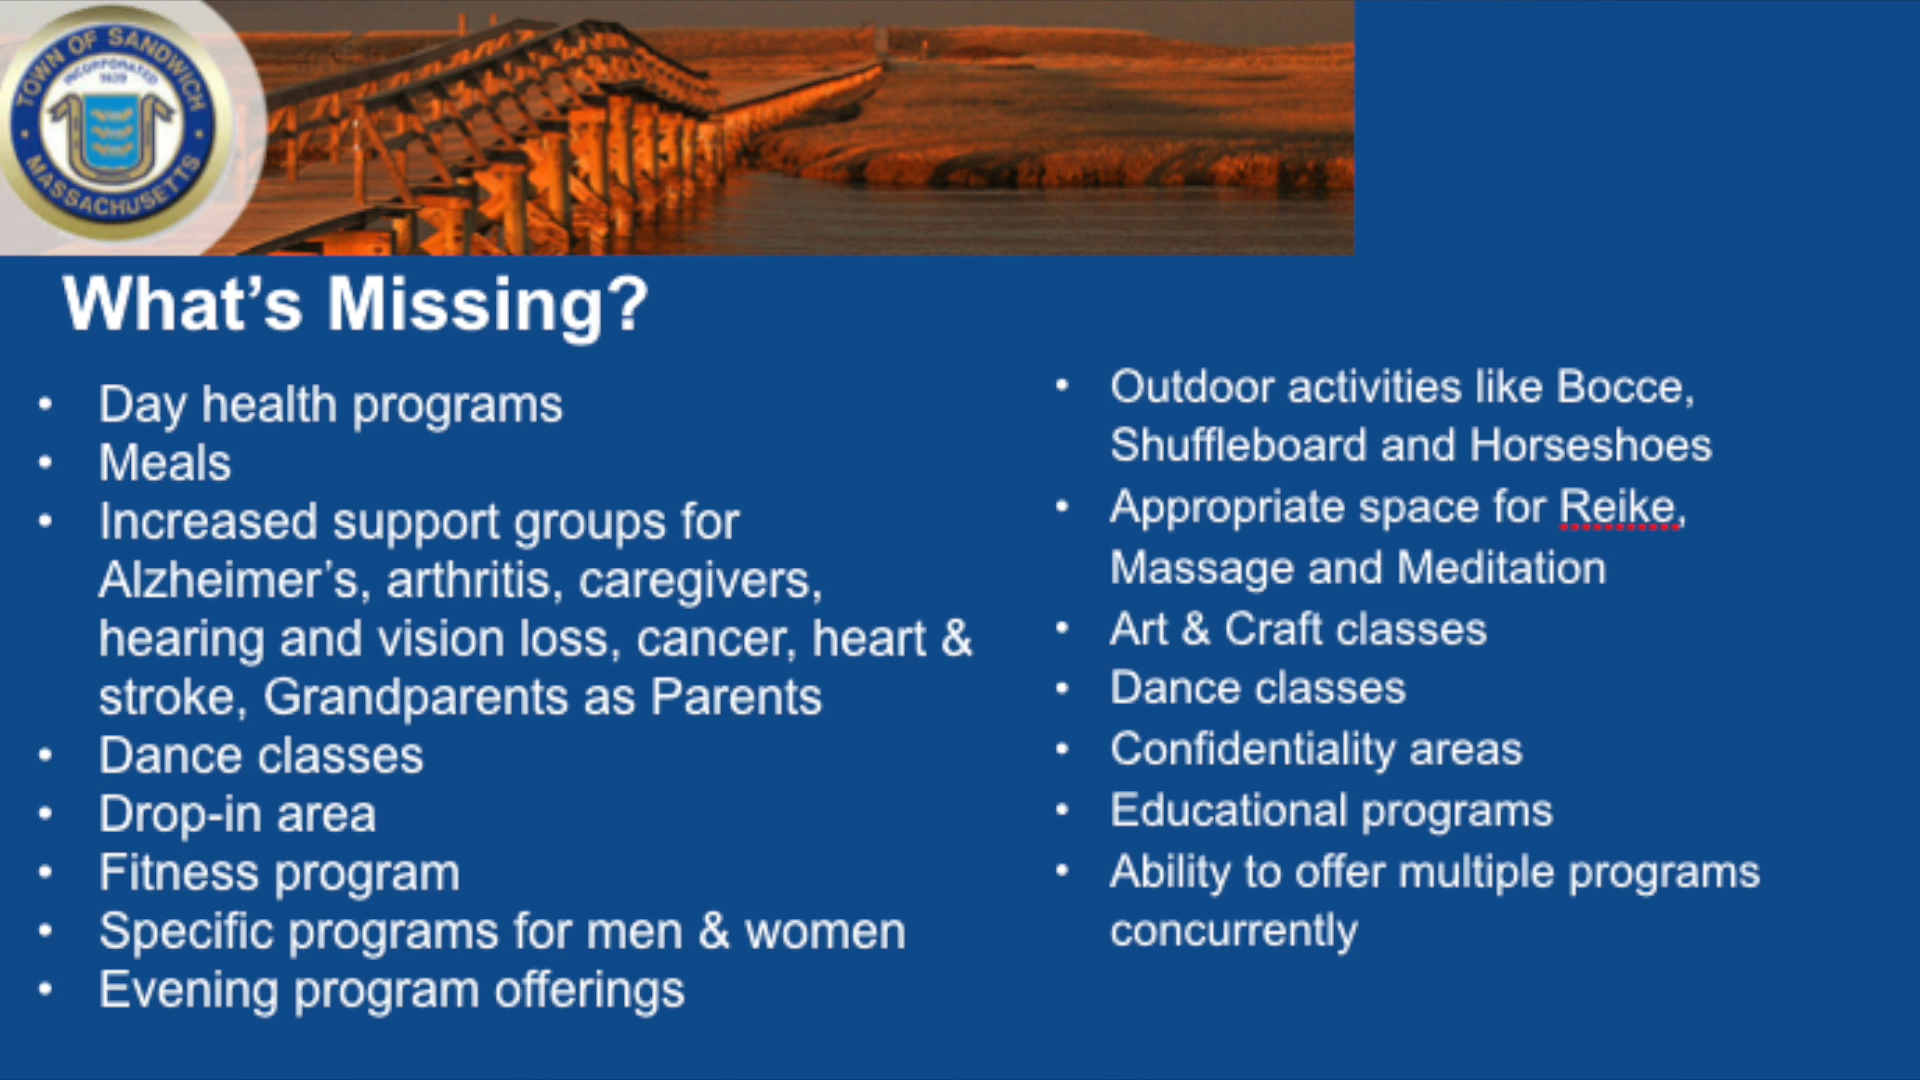 TOWN OF SANDWICH
INCORPORATED
1639
MASSACHUSETTS
What’s Missing?
• Day health programs
• Meals
• Increased support groups for
Alzheimer’s, arthritis, caregivers,
hearing and vision loss, cancer, heart &
stroke, Grandparents as Parents
• Dance classes
• Drop-in area
• Fitness program
• Specific programs for men & women
• Evening program offerings
• Outdoor activities like Bocce,
Shuffleboard and Horseshoes
• Appropriate space for Reike,
Massage and Meditation
• Art & Craft classes
• Dance classes
• Confidentiality areas
• Educational programs
• Ability to offer multiple programs
concurrently